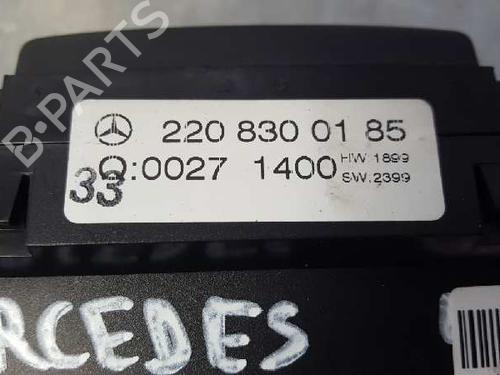 B-PARTS
220 830 01 85
Q:0027 1400 HW 1899
SW:2399
33
RCEDES